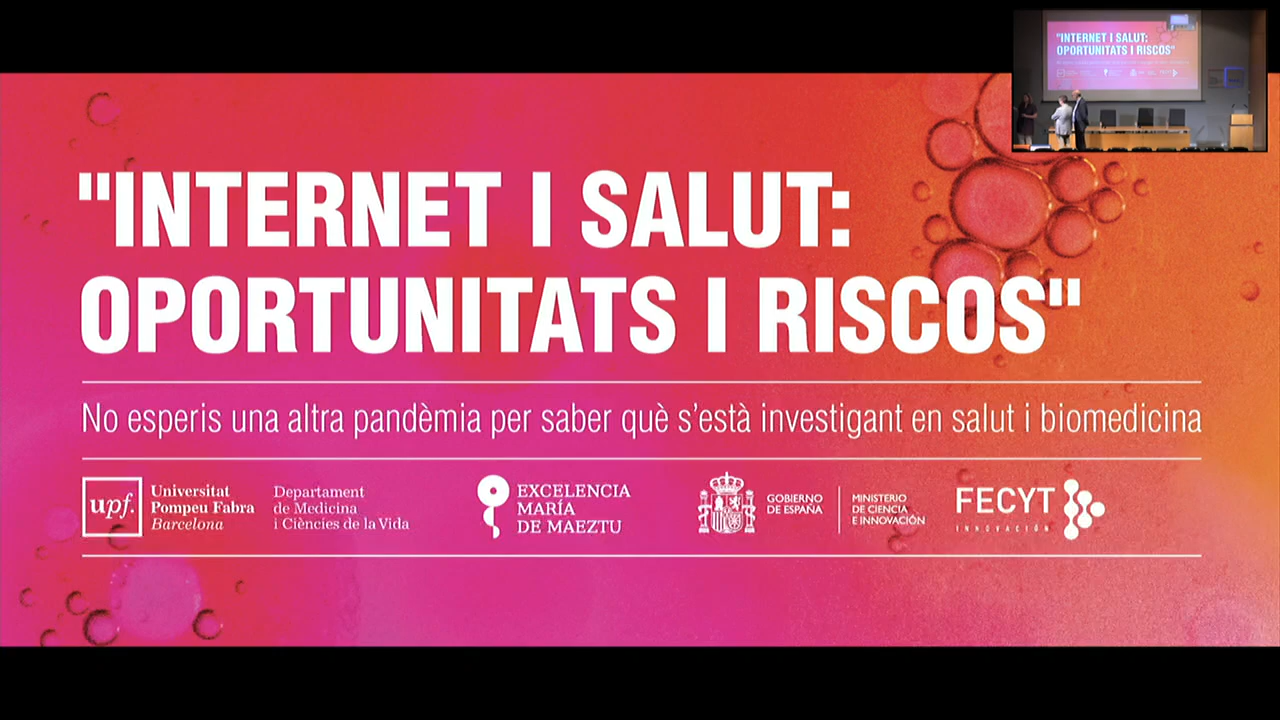 "INTERNET I SALUT:
OPORTUNITATS I RISCOS"
No esperis una altra pandèmia per saber què s'està investigant en salut i biomedicina
upf.
Universitat
Pompeu Fabra
Barcelona
Departament
de Medicina
i Ciències de la Vida
EXCELENCIA
MARÍA
DE MAEZTU
GOBIERNO
DE ESPAÑA
MINISTERIO
DE CIENCIA
E INNOVACIÓN
FECYT
INNOVACIÓN
"INTERNET I SALUT:
OPORTUNITATS I RISCOS"